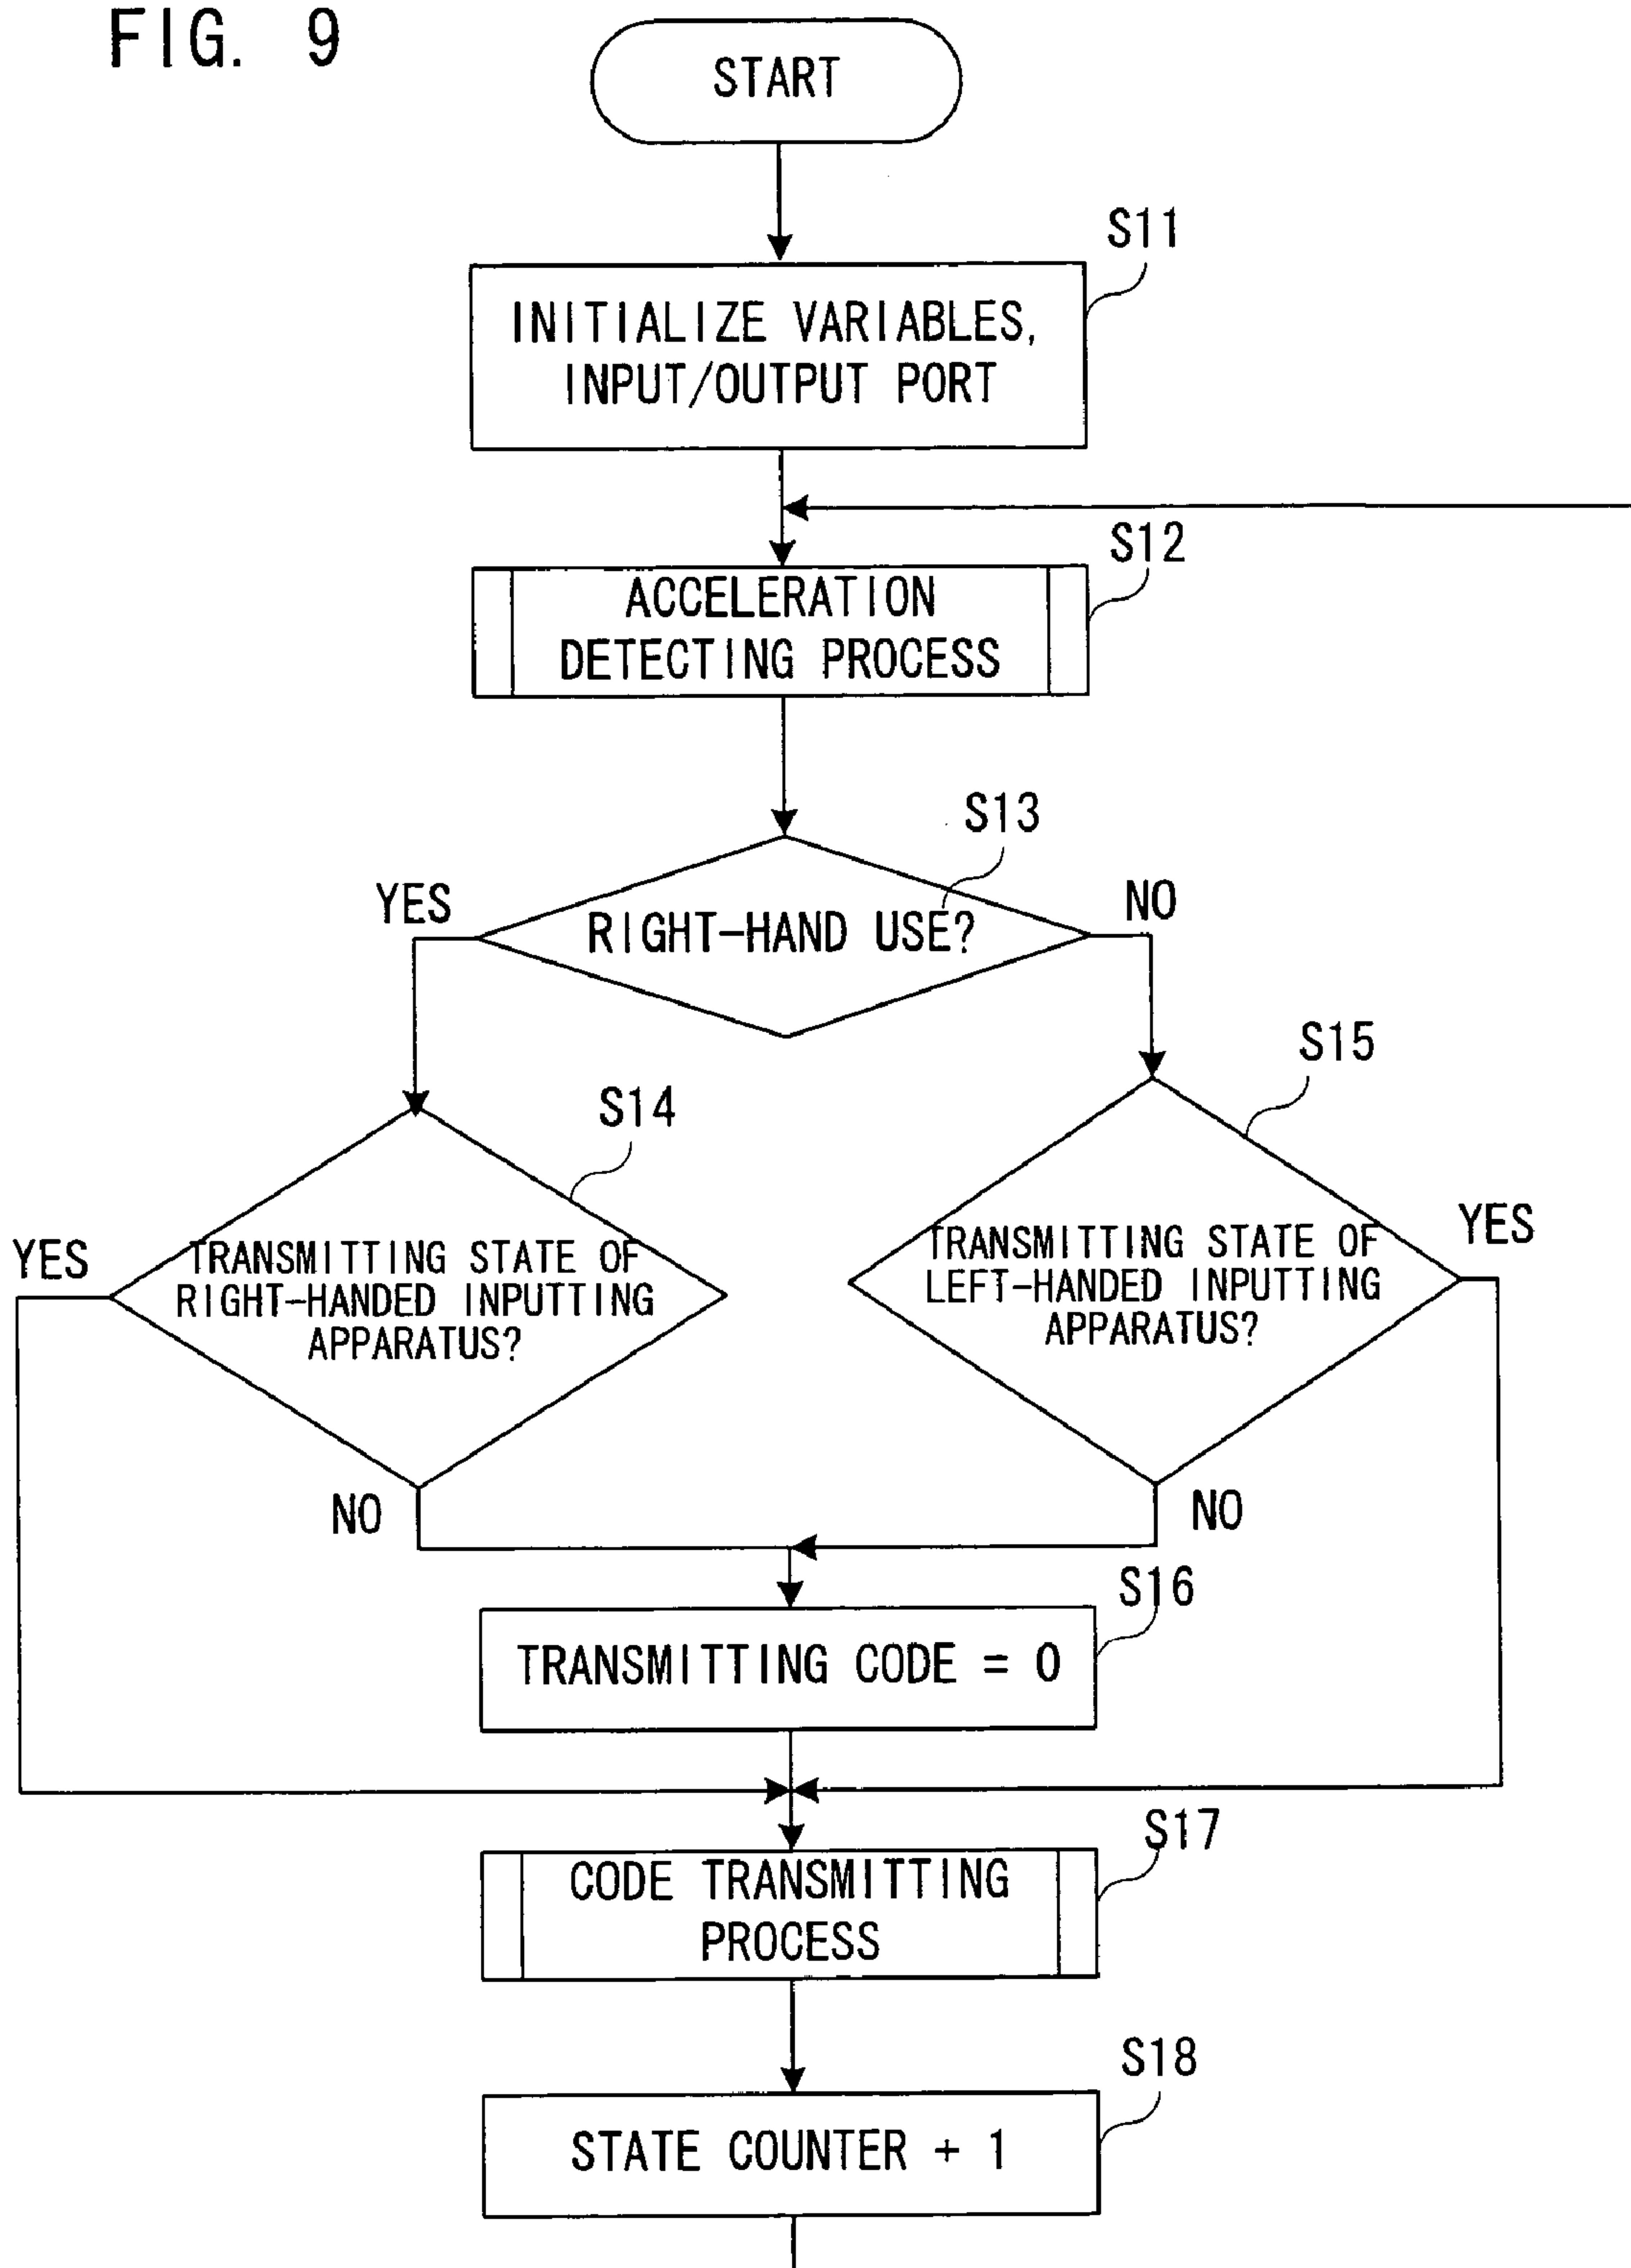 FIG. 9
START
S11
INITIALIZE VARIABLES,
INPUT/OUTPUT PORT
S12
ACCELERATION
DETECTING PROCESS
S13
YES
RIGHT-HAND USE?
NO
S14
S15
YES
TRANSMITTING STATE OF
RIGHT-HANDED INPUTTING
APPARATUS?
NO
TRANSMITTING STATE OF
LEFT-HANDED INPUTTING
APPARATUS?
YES
NO
S16
TRANSMITTING CODE = 0
S17
CODE TRANSMITTING
PROCESS
S18
STATE COUNTER + 1